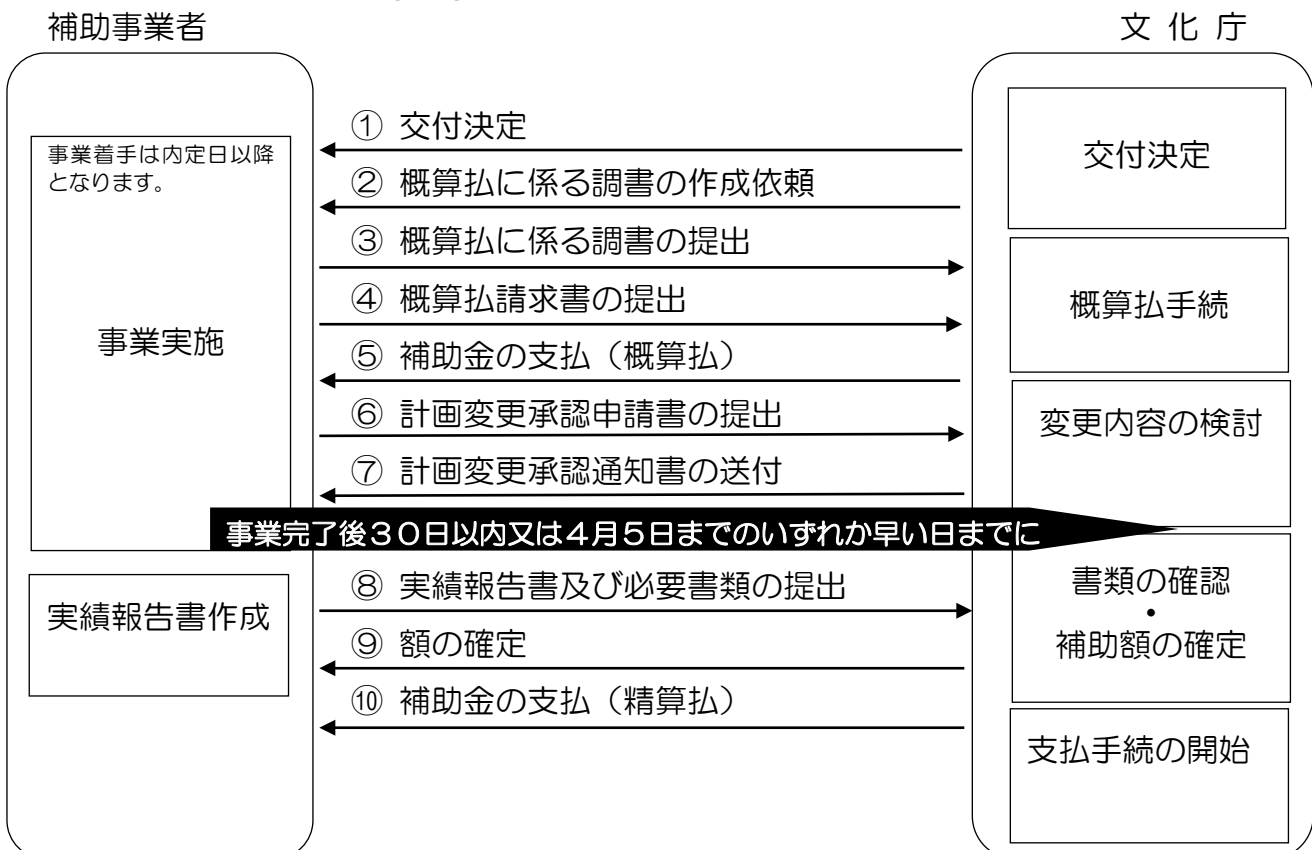 補助事業者
文 化 庁
事業着手は内定日以降
となります。
事業実施
実績報告書作成
① 交付決定
② 概算払に係る調書の作成依頼
③ 概算払に係る調書の提出
④ 概算払請求書の提出
⑤ 補助金の支払（概算払）
⑥ 計画変更承認申請書の提出
⑦ 計画変更承認通知書の送付
事業完了後３０日以内又は４月５日までのいずれか早い日までに
⑧ 実績報告書及び必要書類の提出
⑨ 額の確定
⑩ 補助金の支払（精算払）
交付決定
概算払手続
変更内容の検討
書類の確認
・
補助額の確定
支払手続の開始